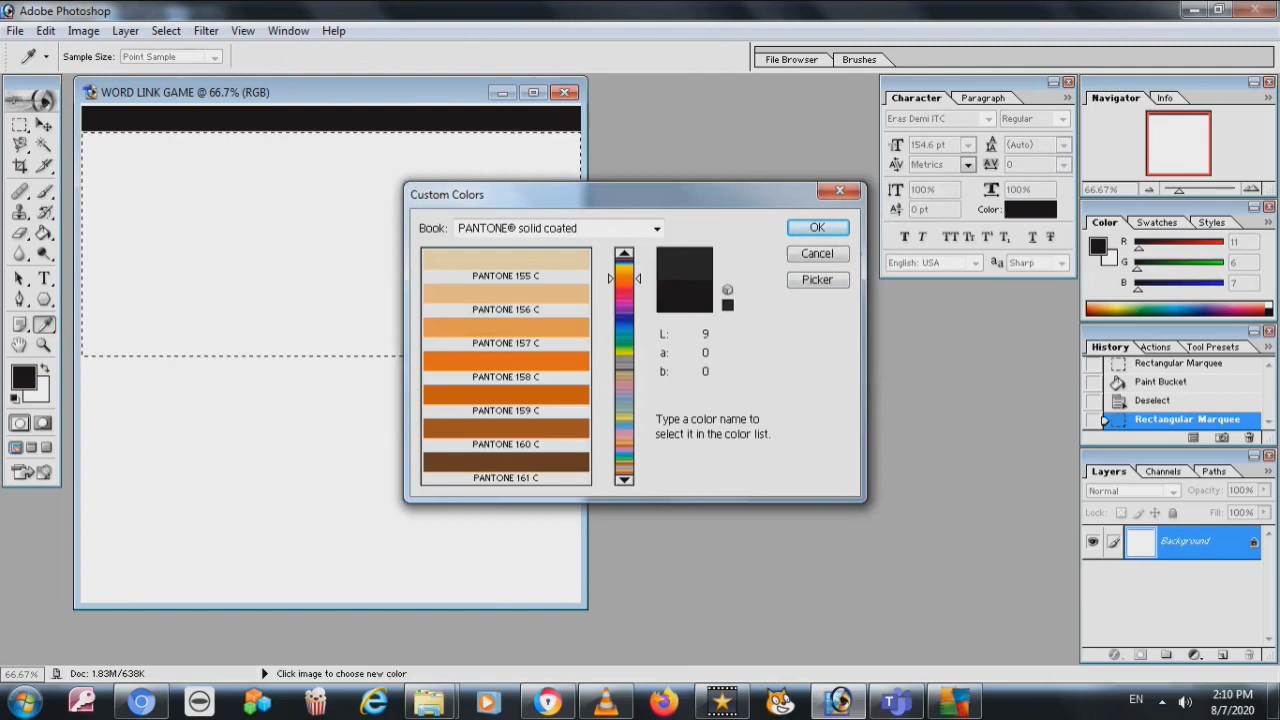 Adobe Photoshop
File Edit Image Layer Select Filter View Window Help
Sample Size: Point Sample
File Browser Brushes
WORD LINK GAME @ 66.7% (RGB)
Custom Colors
Book: PANTONE® solid coated
PANTONE 155 C
PANTONE 156 C
PANTONE 157 C
PANTONE 158 C
PANTONE 159 C
PANTONE 160 C
PANTONE 161 C
OK
Cancel
Picker
L: 9
a: 0
b: 0
Type a color name to
select it in the color list.
Character Paragraph
Eras Demi ITC Regular
154.6 pt (Auto)
Metrics 0
100% 100%
0 pt Color:
T T TT Tr T¹ T₁ T T
English: USA aa Sharp
Navigator Info
66.67%
Color Swatches Styles
R 11
G 6
B 7
History Actions Tool Presets
Rectangular Marquee
Paint Bucket
Deselect
Rectangular Marquee
Layers Channels Paths
Normal Opacity: 100%
Lock: Fill: 100%
Background
66.67% Doc: 1.83M/638K Click image to choose new color
EN 2:10 PM
8/7/2020